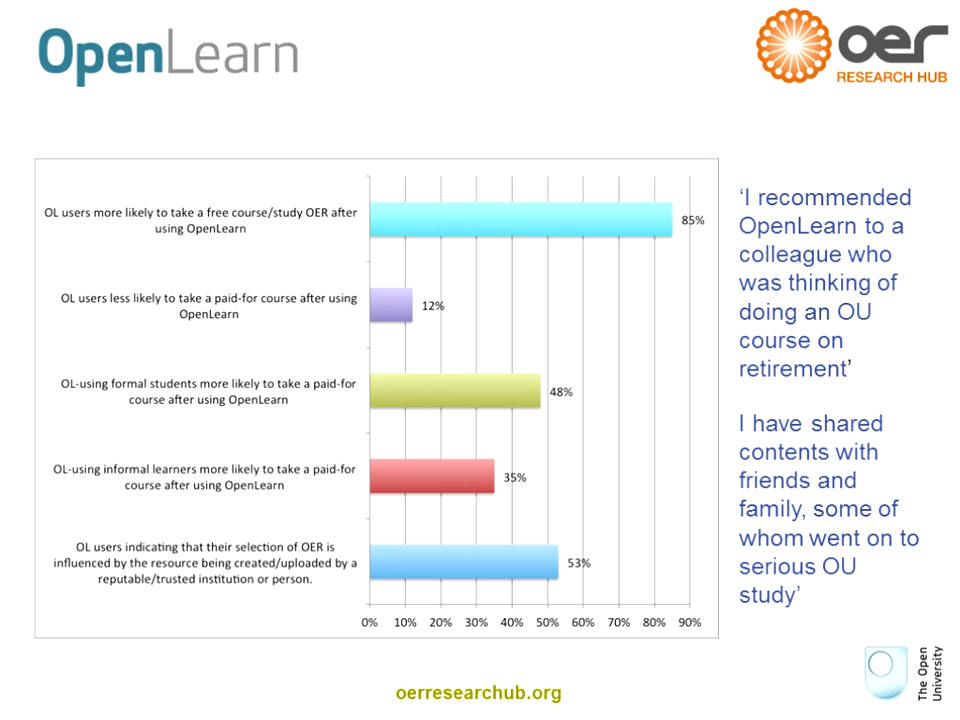 OpenLearn
oer
RESEARCH HUB
OL users more likely to take a free course/study OER after
using OpenLearn
85%
OL users less likely to take a paid-for course after using
OpenLearn
12%
OL-using formal students more likely to take a paid-for
course after using OpenLearn
48%
OL-using informal learners more likely to take a paid-for
course after using OpenLearn
35%
OL users indicating that their selection of OER is
influenced by the resource being created/uploaded by a
reputable/trusted institution or person.
53%
0% 10% 20% 30% 40% 50% 60% 70% 80% 90%
‘I recommended
OpenLearn to a
colleague who
was thinking of
doing an OU
course on
retirement’
I have shared
contents with
friends and
family, some of
whom went on to
serious OU
study’
oerresearchub.org
The Open
University